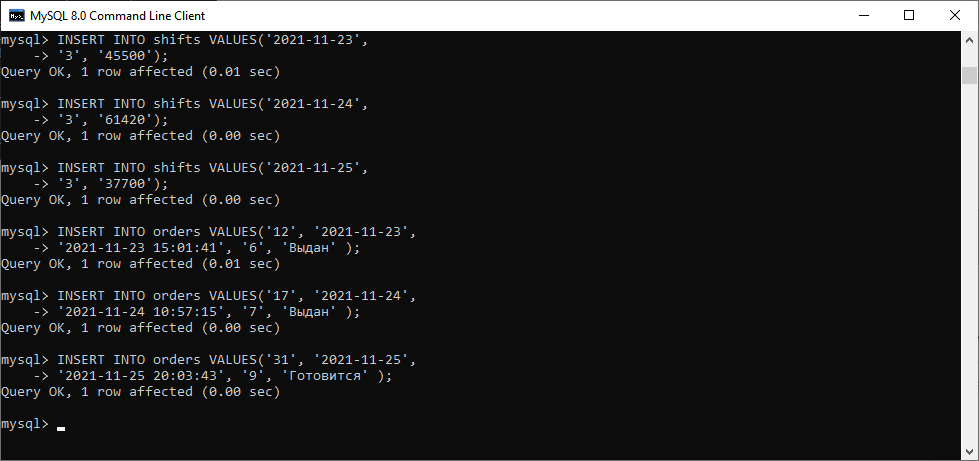 MySQL 8.0 Command Line Client
mysql> INSERT INTO shifts VALUES('2021-11-23',
    -> '3', '45500');
Query OK, 1 row affected (0.01 sec)
mysql> INSERT INTO shifts VALUES('2021-11-24',
    -> '3', '61420');
Query OK, 1 row affected (0.00 sec)
mysql> INSERT INTO shifts VALUES('2021-11-25',
    -> '3', '37700');
Query OK, 1 row affected (0.00 sec)
mysql> INSERT INTO orders VALUES('12', '2021-11-23',
    -> '2021-11-23 15:01:41', '6', 'Выдан' );
Query OK, 1 row affected (0.01 sec)
mysql> INSERT INTO orders VALUES('17', '2021-11-24',
    -> '2021-11-24 10:57:15', '7', 'Выдан' );
Query OK, 1 row affected (0.00 sec)
mysql> INSERT INTO orders VALUES('31', '2021-11-25',
    -> '2021-11-25 20:03:43', '9', 'Готовится' );
Query OK, 1 row affected (0.00 sec)
mysql>